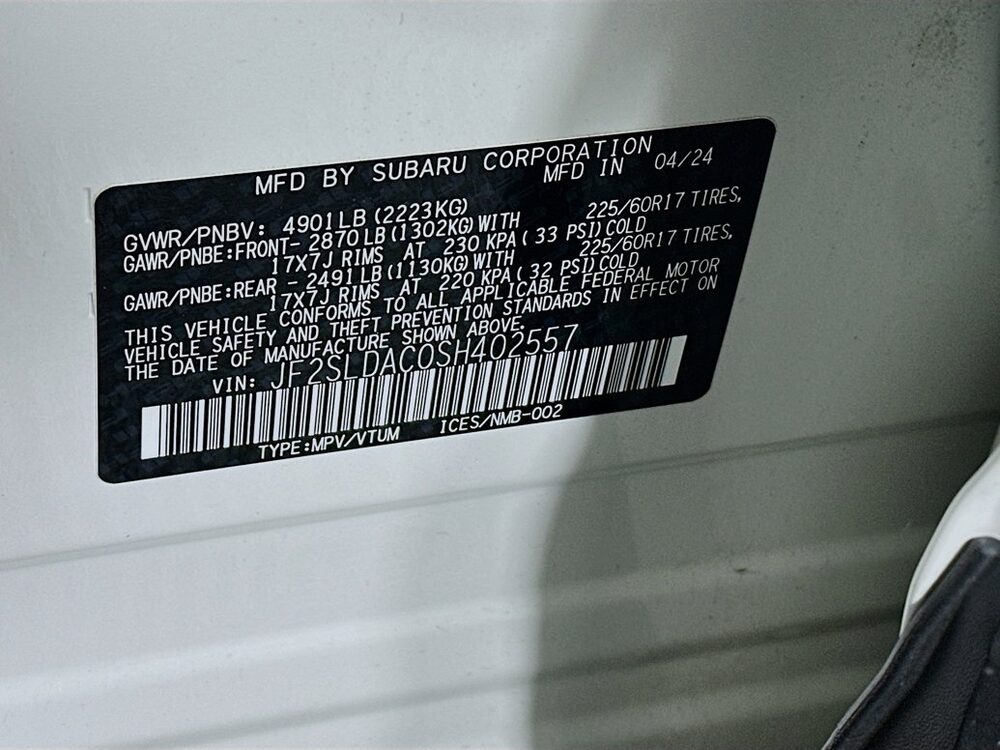 MFD BY SUBARU CORPORATION
MFD IN 04/24
GVWR/PNBV: 4901LB (2223KG)
GAWR/PNBE:FRONT- 2870LB (1302KG) WITH 225/60R17 TIRES,
17X7J RIMS AT 230 KPA ( 33 PSI) COLD
GAWR/PNBE:REAR - 2491LB (1130KG) WITH 225/60R17 TIRES,
17X7J RIMS AT 220 KPA ( 32 PSI) COLD
THIS VEHICLE CONFORMS TO ALL APPLICABLE FEDERAL MOTOR
VEHICLE SAFETY AND THEFT PREVENTION STANDARDS IN EFFECT ON
THE DATE OF MANUFACTURE SHOWN ABOVE.
VIN: JF2SLDAC0SH402557
TYPE:MPV/VTUM ICES/NMB-002